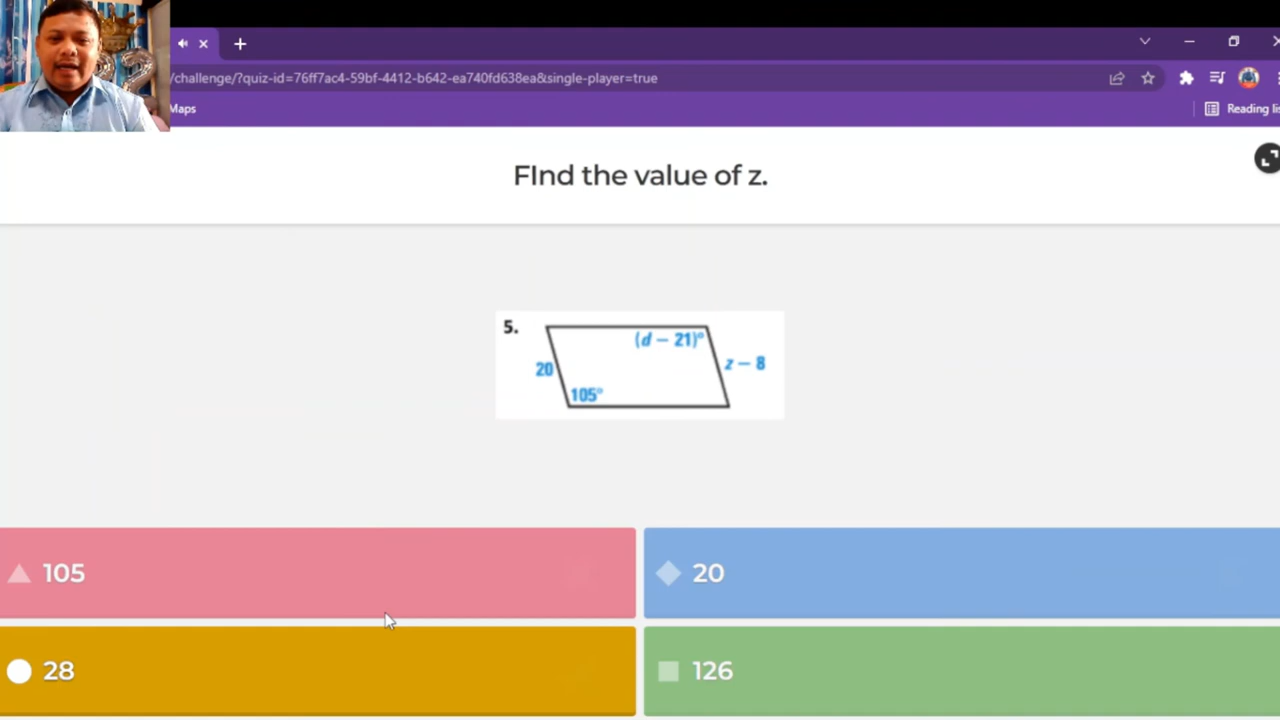 /challenge/?quiz-id=76ff7ac4-59bf-4412-b642-ea740fd638ea&single-player=true
Maps
Reading lis
FInd the value of z.
5.
(d − 21)°
20
z − 8
105°
105
20
28
126